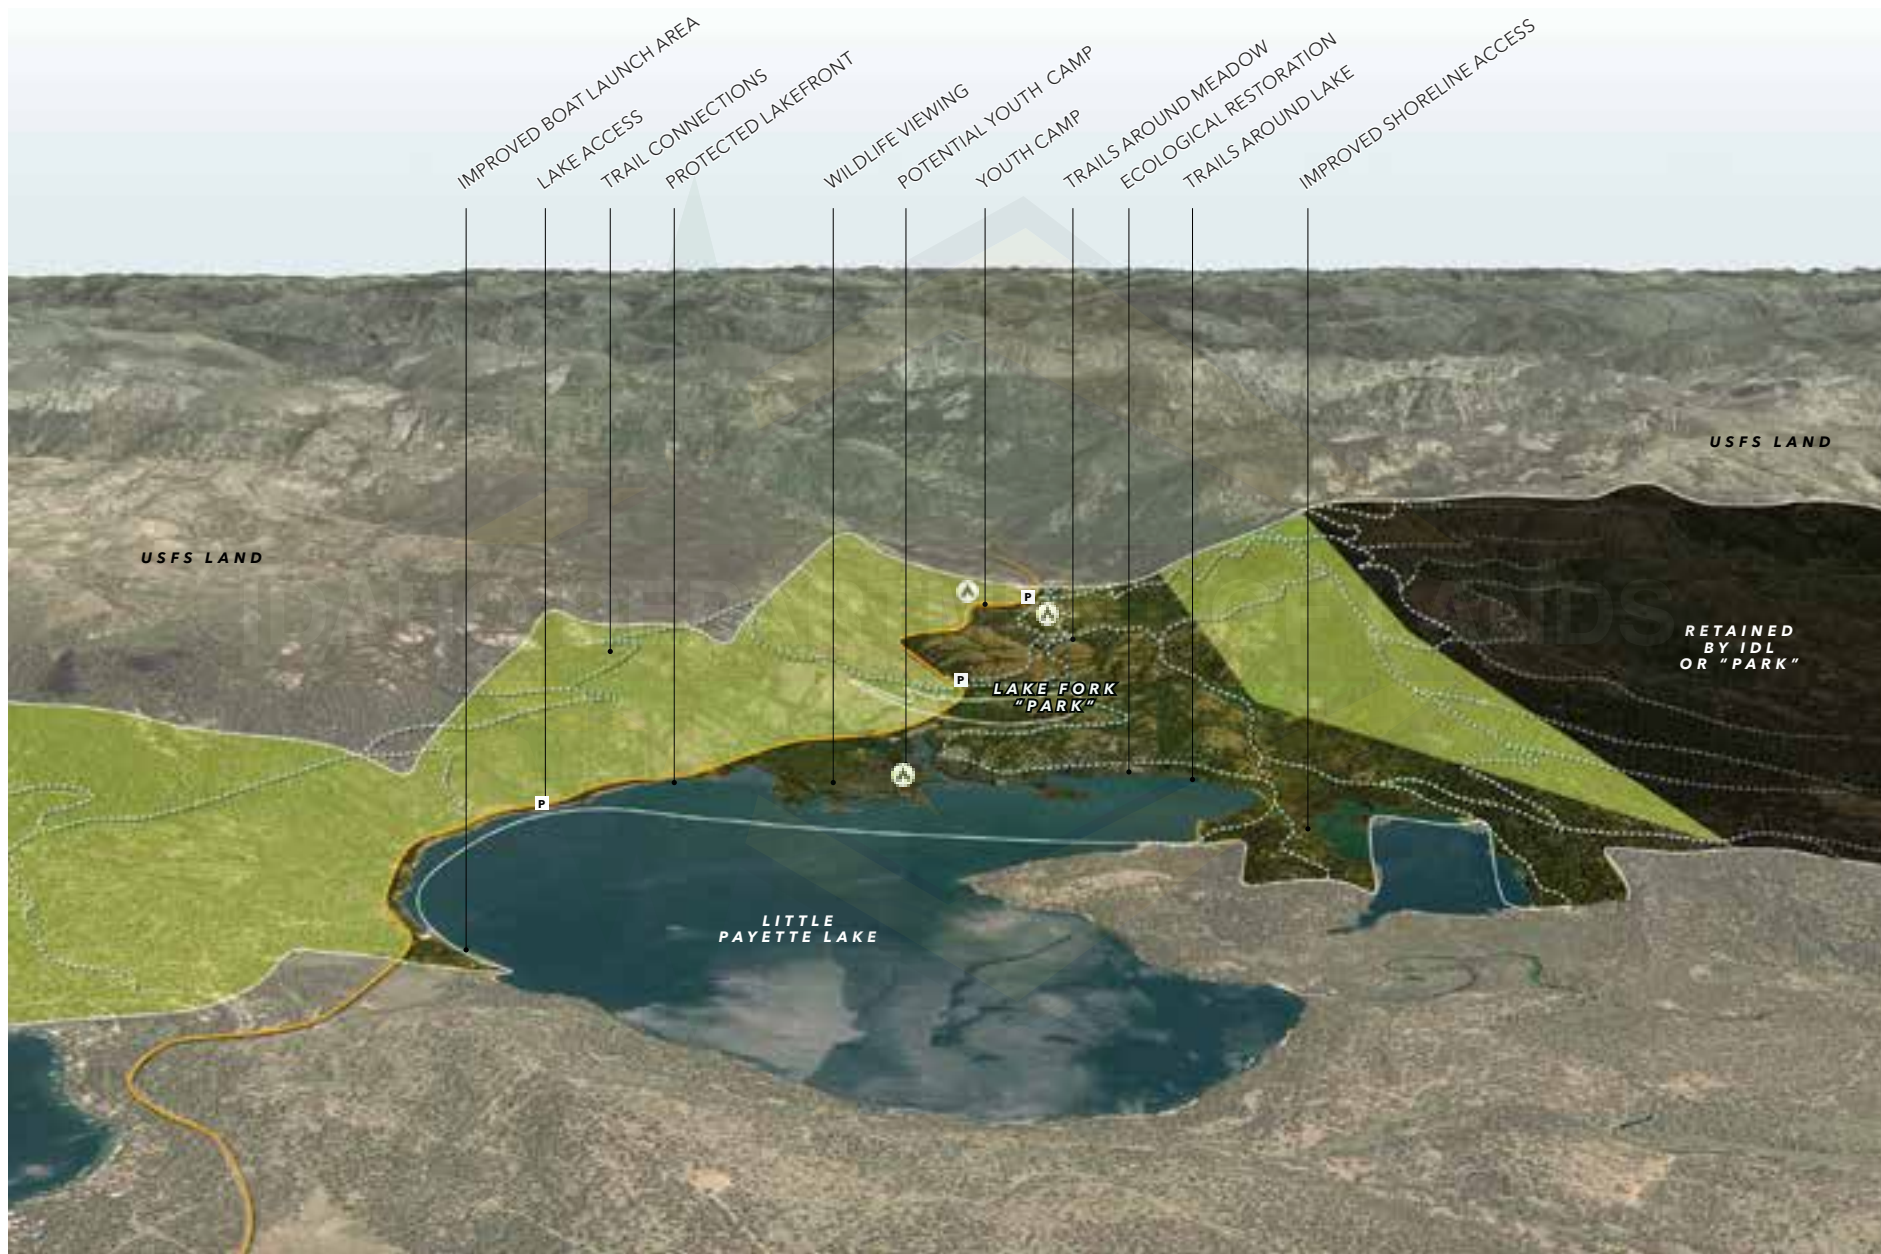 IMPROVED BOAT LAUNCH AREA
LAKE ACCESS
TRAIL CONNECTIONS
PROTECTED LAKEFRONT
WILDLIFE VIEWING
POTENTIAL YOUTH CAMP
YOUTH CAMP
TRAILS AROUND MEADOW
ECOLOGICAL RESTORATION
TRAILS AROUND LAKE
IMPROVED SHORELINE ACCESS
USFS LAND
USFS LAND
P
RETAINED
BY IDL
OR "PARK"
P
LAKE FORK
"PARK"
P
LITTLE
PAYETTE LAKE